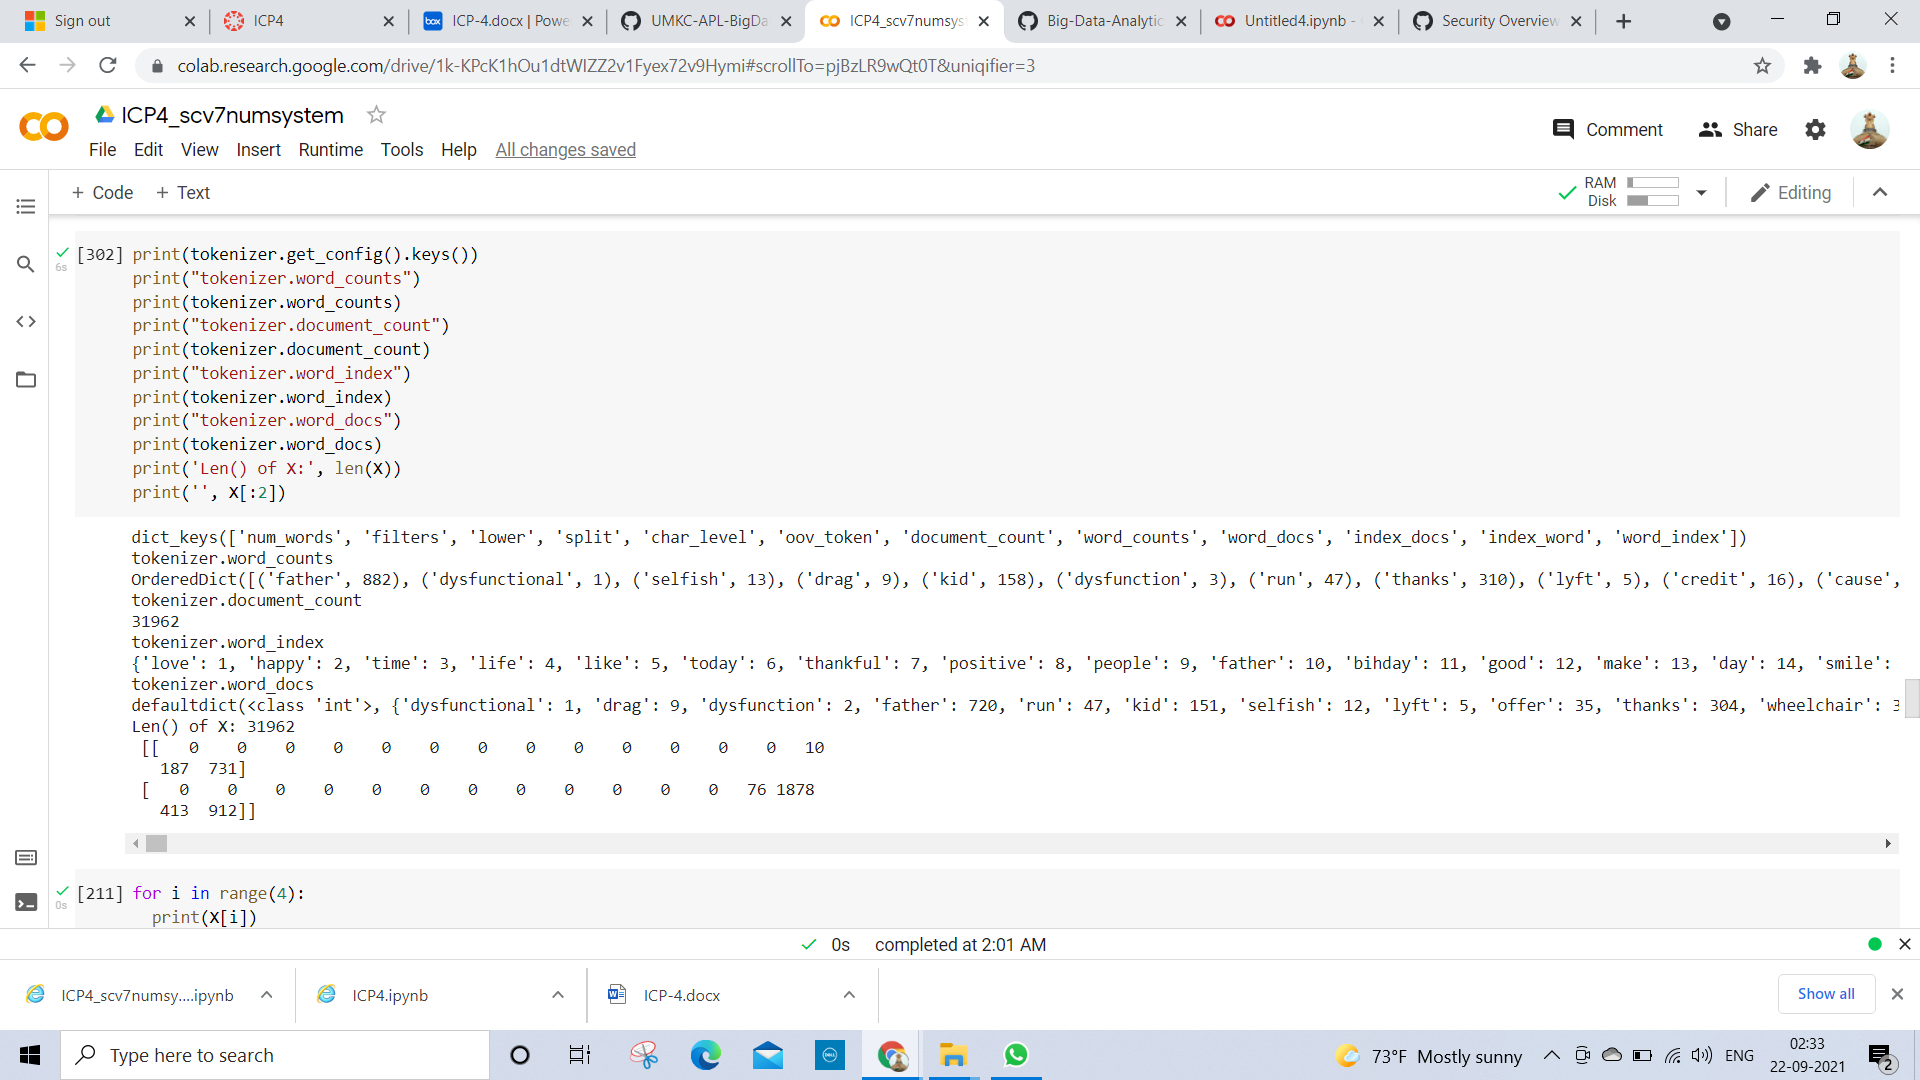 Sign out
ICP4
ICP-4.docx | Powe
UMKC-APL-BigDa
ICP4_scv7numsyst
Big-Data-Analytic
Untitled4.ipynb -
Security Overview
colab.research.google.com/drive/1k-KPcK1hOu1dtWIZZ2v1Fyex72v9Hymi#scrollTo=pjBzLR9wQt0T&uniqifier=3
ICP4_scv7numsystem
Comment
Share
File Edit View Insert Runtime Tools Help All changes saved
+ Code + Text
RAM
Disk
Editing
[302] print(tokenizer.get_config().keys())
6s
print("tokenizer.word_counts")
print(tokenizer.word_counts)
print("tokenizer.document_count")
print(tokenizer.document_count)
print("tokenizer.word_index")
print(tokenizer.word_index)
print("tokenizer.word_docs")
print(tokenizer.word_docs)
print('Len() of X:', len(X))
print('', X[:2])
dict_keys(['num_words', 'filters', 'lower', 'split', 'char_level', 'oov_token', 'document_count', 'word_counts', 'word_docs', 'index_docs', 'index_word', 'word_index'])
tokenizer.word_counts
OrderedDict([('father', 882), ('dysfunctional', 1), ('selfish', 13), ('drag', 9), ('kid', 158), ('dysfunction', 3), ('run', 47), ('thanks', 310), ('lyft', 5), ('credit', 16), ('cause',
tokenizer.document_count
31962
tokenizer.word_index
{'love': 1, 'happy': 2, 'time': 3, 'life': 4, 'like': 5, 'today': 6, 'thankful': 7, 'positive': 8, 'people': 9, 'father': 10, 'bihday': 11, 'good': 12, 'make': 13, 'day': 14, 'smile':
tokenizer.word_docs
defaultdict(<class 'int'>, {'dysfunctional': 1, 'drag': 9, 'dysfunction': 2, 'father': 720, 'run': 47, 'kid': 151, 'selfish': 12, 'lyft': 5, 'offer': 35, 'thanks': 304, 'wheelchair': 3
Len() of X: 31962
[[ 0 0 0 0 0 0 0 0 0 0 0 0 0 10
187 731]
[ 0 0 0 0 0 0 0 0 0 0 0 0 76 1878
413 912]]
[211] for i in range(4):
0s
print(X[i])
0s completed at 2:01 AM
ICP4_scv7numsy....ipynb
ICP4.ipynb
ICP-4.docx
Show all
Type here to search
DELL
73°F Mostly sunny
ENG
02:33
22-09-2021
2